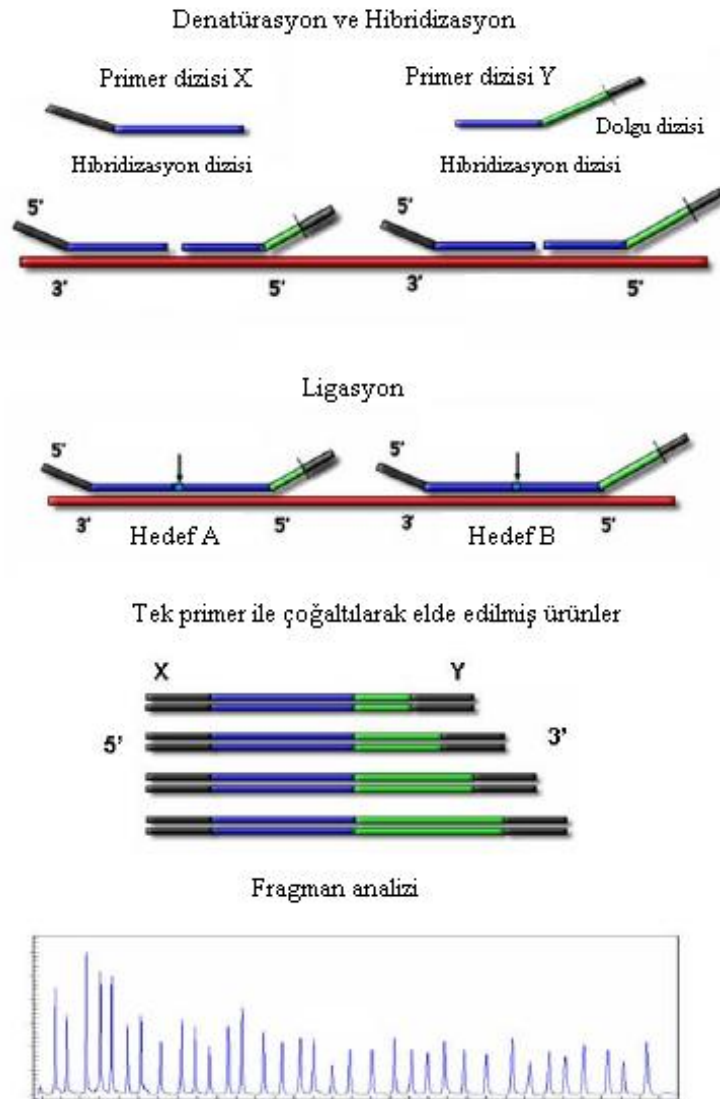 Denatürasyon ve Hibridizasyon
Primer dizisi X
Primer dizisi Y
Dolgu dizisi
Hibridizasyon dizisi
Hibridizasyon dizisi
5'
5'
3'
5'
3'
5'
Ligasyon
5'
5'
3'
5'
3'
5'
Hedef A
Hedef B
Tek primer ile çoğaltılarak elde edilmiş ürünler
X
Y
5'
3'
Fragman analizi